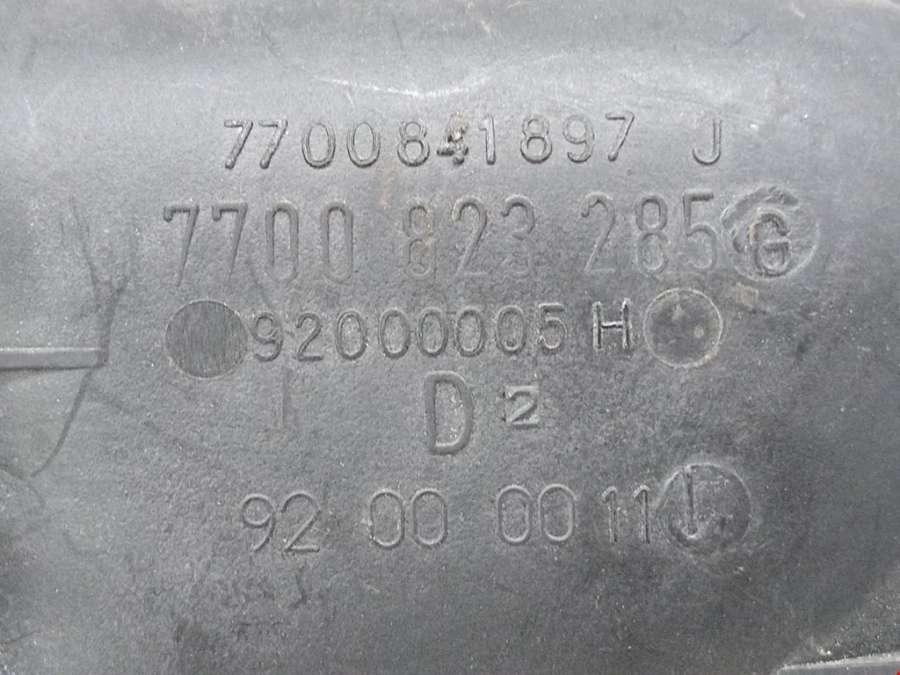 7700841897 J
7700 823 285 G
92000005 H
D 2
92 00 00 11